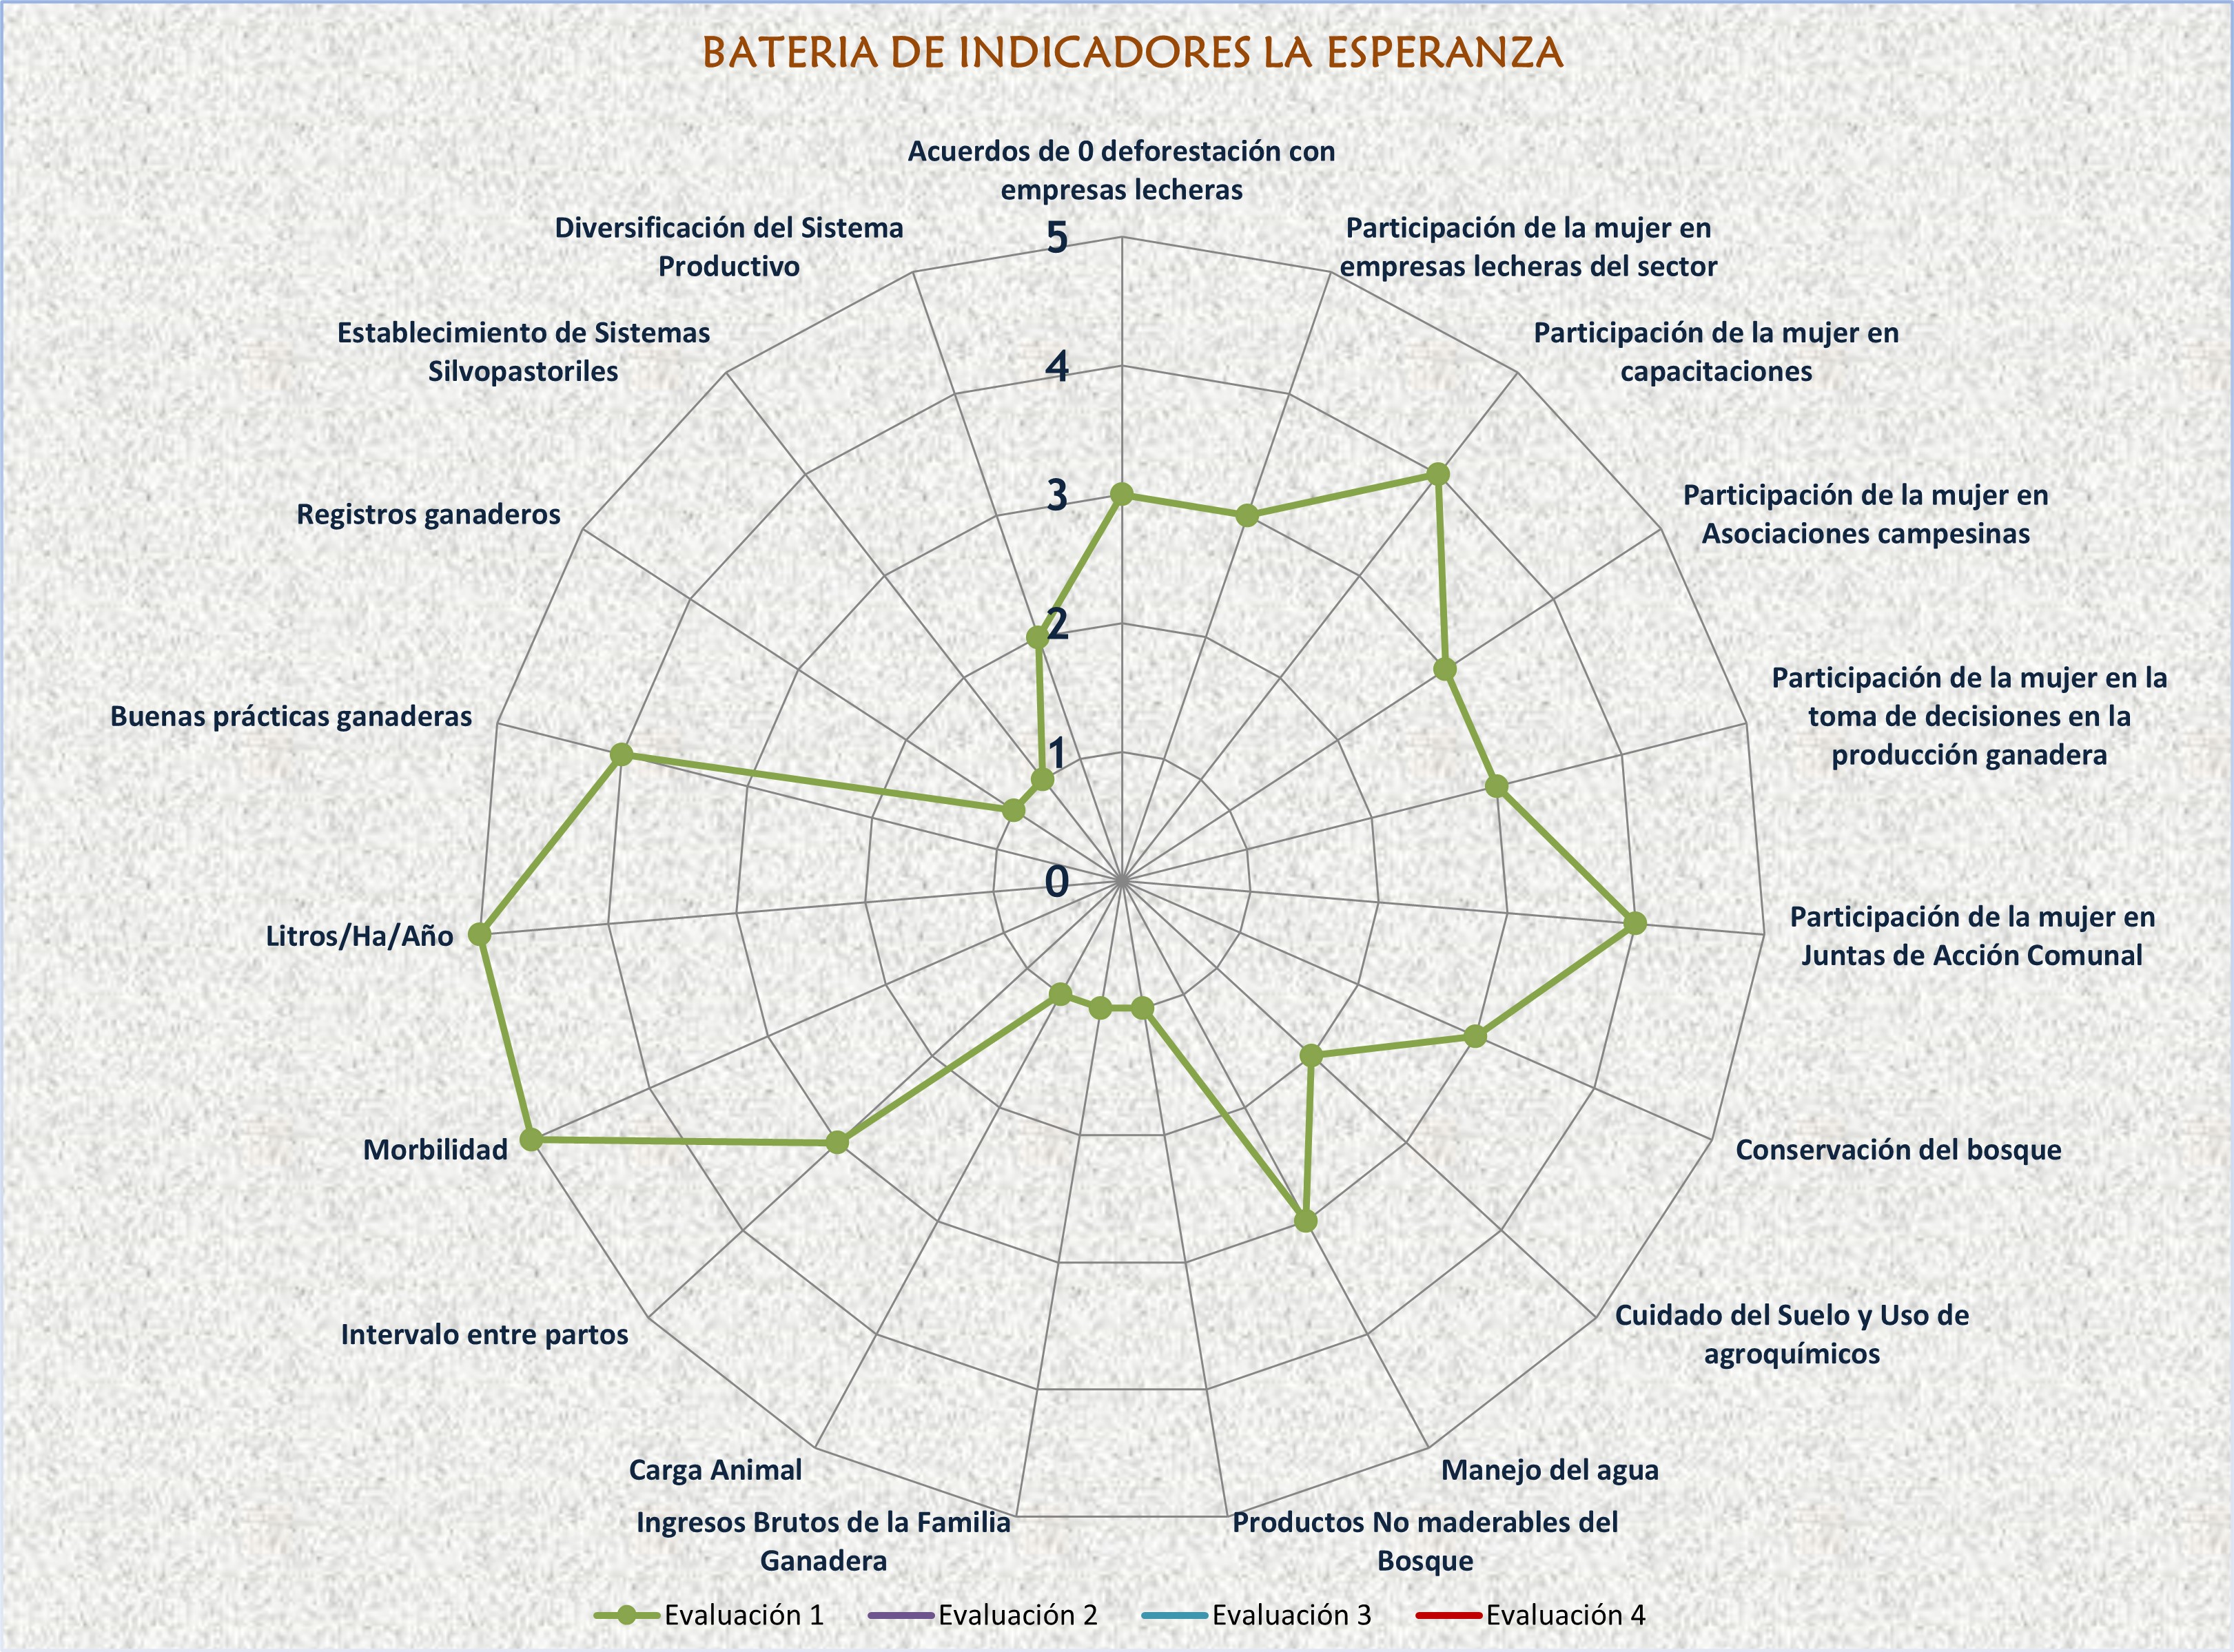 BATERIA DE INDICADORES LA ESPERANZA
Acuerdos de 0 deforestación con
empresas lecheras
Participación de la mujer en
empresas lecheras del sector
Participación de la mujer en
capacitaciones
Participación de la mujer en
Asociaciones campesinas
Participación de la mujer en la
toma de decisiones en la
producción ganadera
Participación de la mujer en
Juntas de Acción Comunal
Conservación del bosque
Cuidado del Suelo y Uso de
agroquímicos
Manejo del agua
Productos No maderables del
Bosque
Ingresos Brutos de la Familia
Ganadera
Carga Animal
Intervalo entre partos
Morbilidad
Litros/Ha/Año
Buenas prácticas ganaderas
Registros ganaderos
Establecimiento de Sistemas
Silvopastoriles
Diversificación del Sistema
Productivo
5
4
3
2
1
0
Evaluación 1
Evaluación 2
Evaluación 3
Evaluación 4